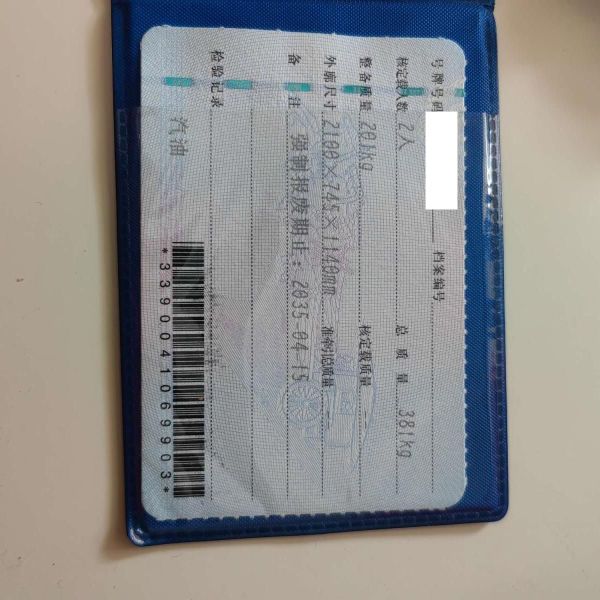 号牌号码 档案编号
核定载人数 2人 总质量 381kg
整备质量 201kg 核定载质量
外廓尺寸 2100×745×1140mm 准牵引总质量
备注 强制报废期止：2035-04-15
检验记录
汽油
*3390041069903*